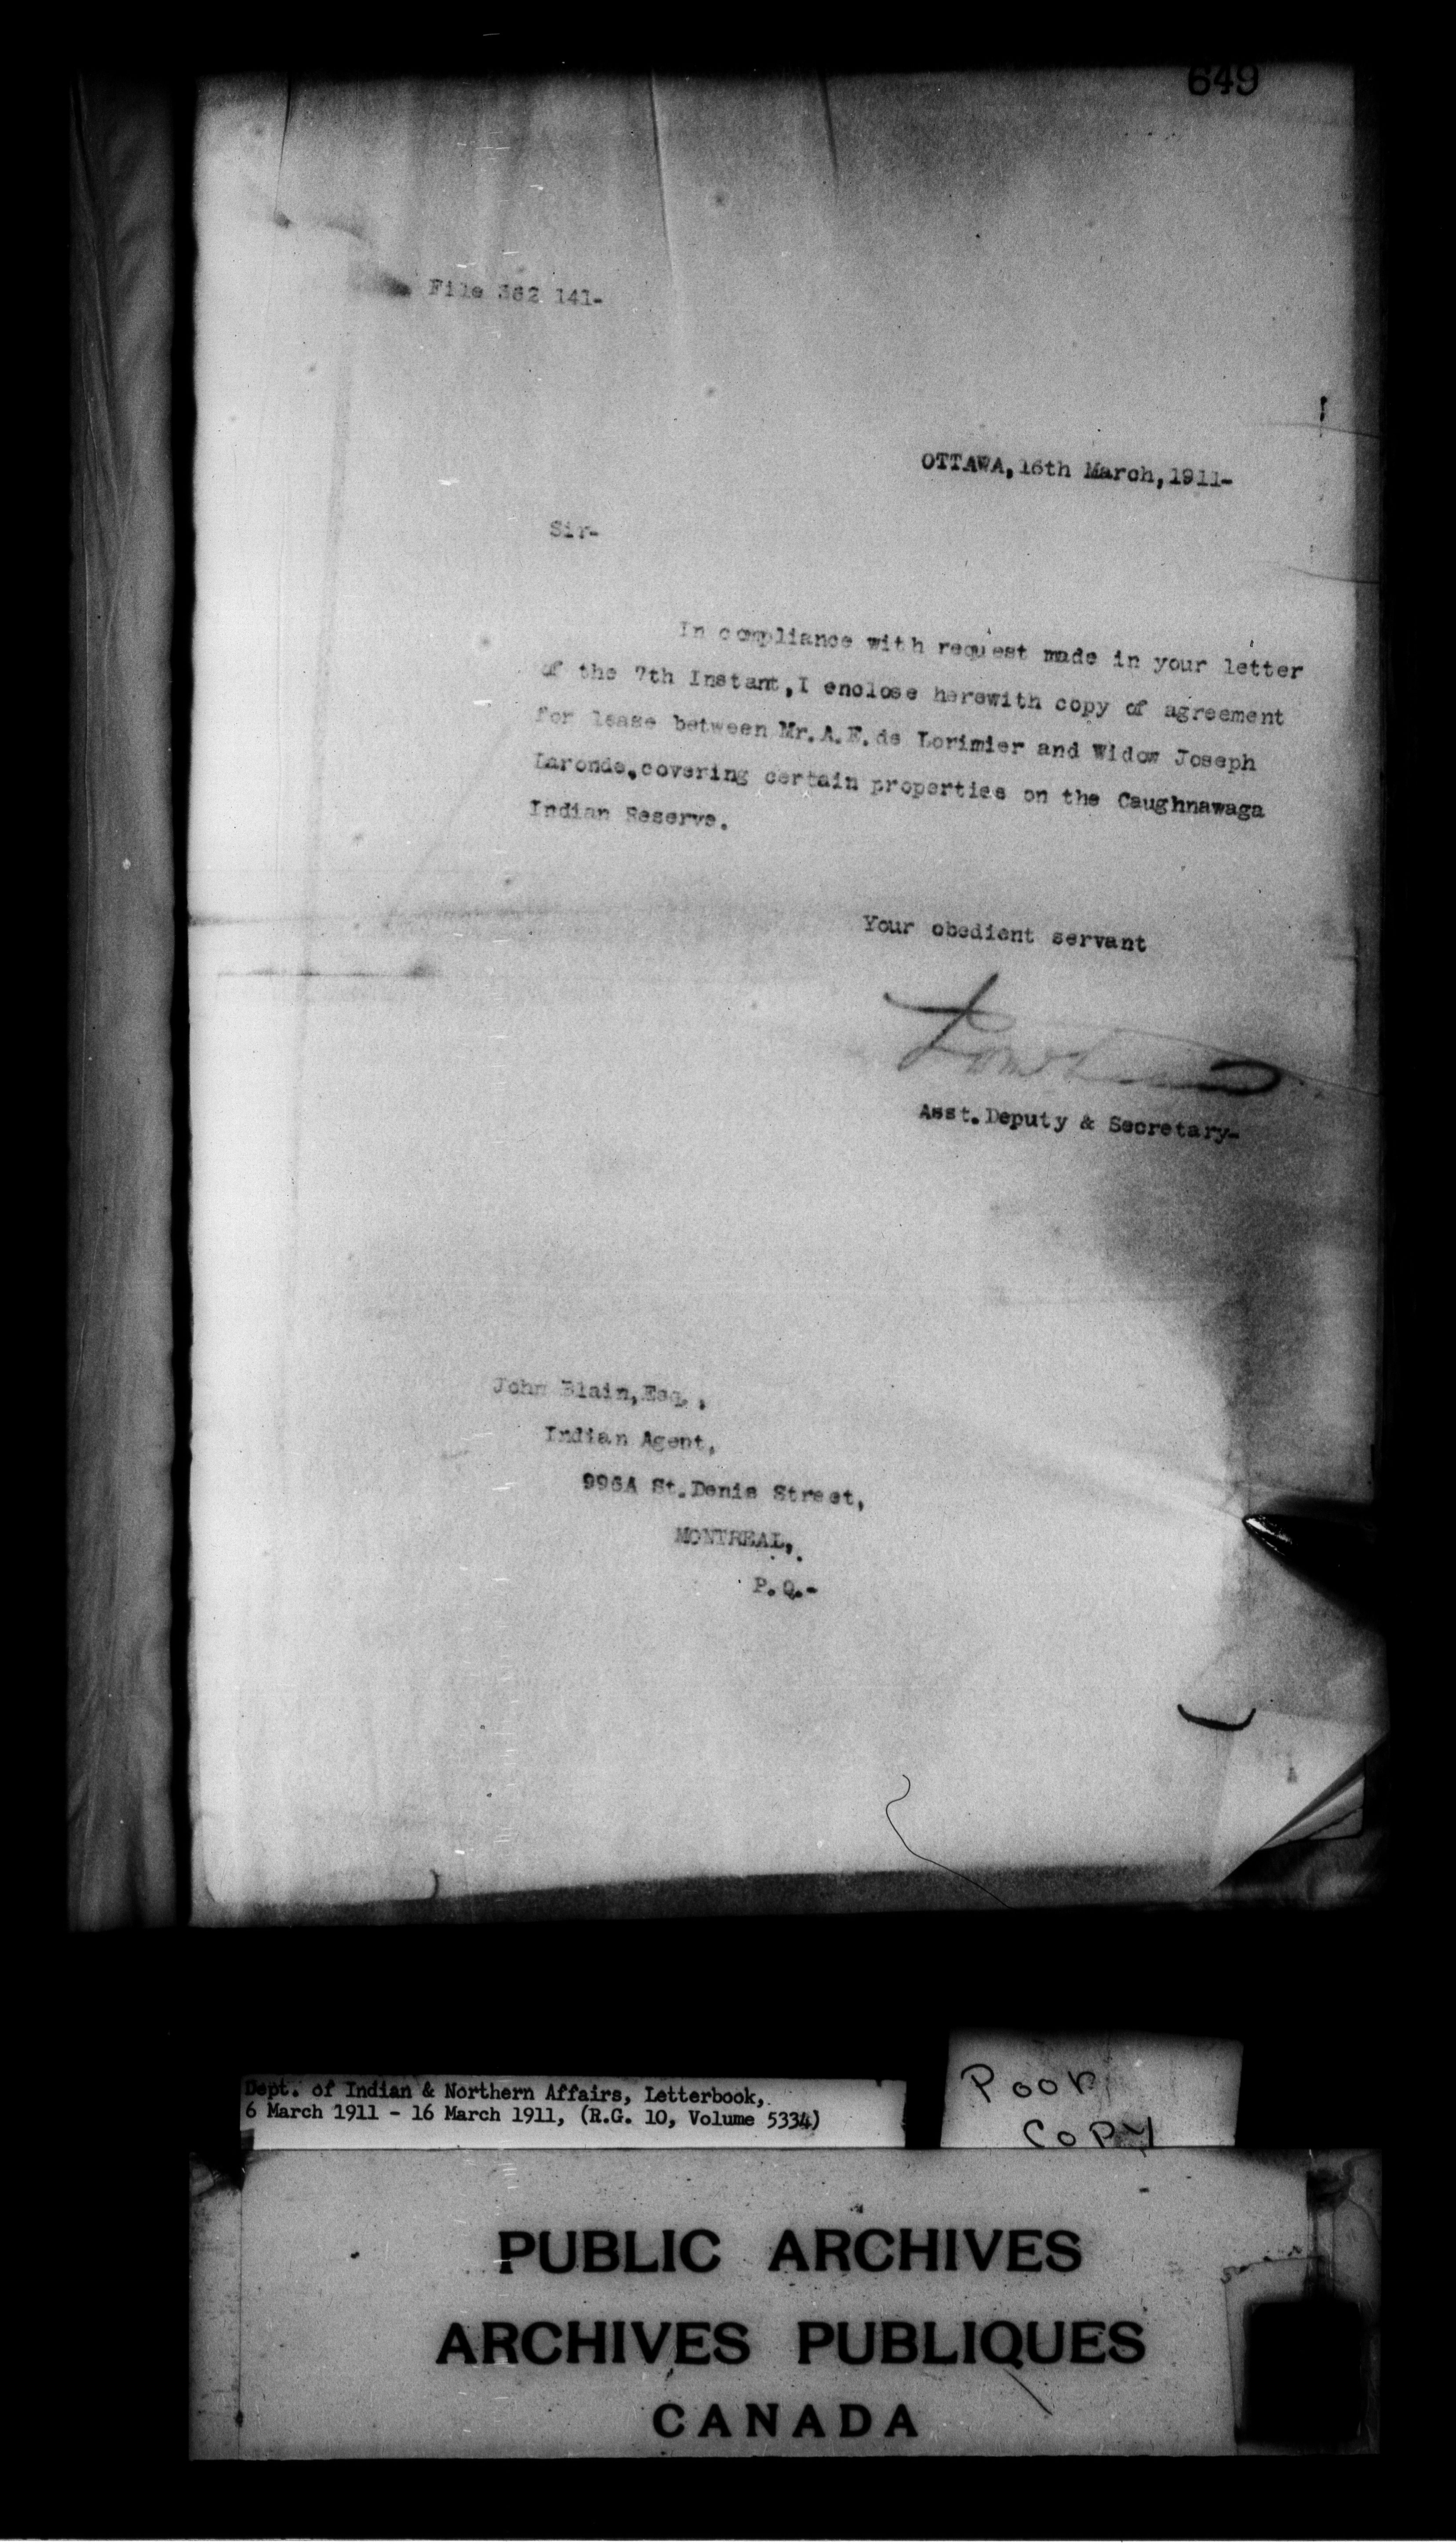 649
File 362 141-
OTTAWA, 16th March, 1911-
Sir-
In compliance with request made in your letter
of the 7th Instant, I enclose herewith copy of agreement
for lease between Mr. A. E. de Lorimier and Widow Joseph
Laronde, covering certain properties on the Caughnawaga
Indian Reserve.
Your obedient servant
Asst. Deputy & Secretary-
John Blain, Esq.,
Indian Agent,
996A St. Denis Street,
MONTREAL,
P. Q.-
Dept. of Indian & Northern Affairs, Letterbook,
6 March 1911 - 16 March 1911, (R.G. 10, Volume 5334)
POOR
COPY
PUBLIC ARCHIVES
ARCHIVES PUBLIQUES
CANADA